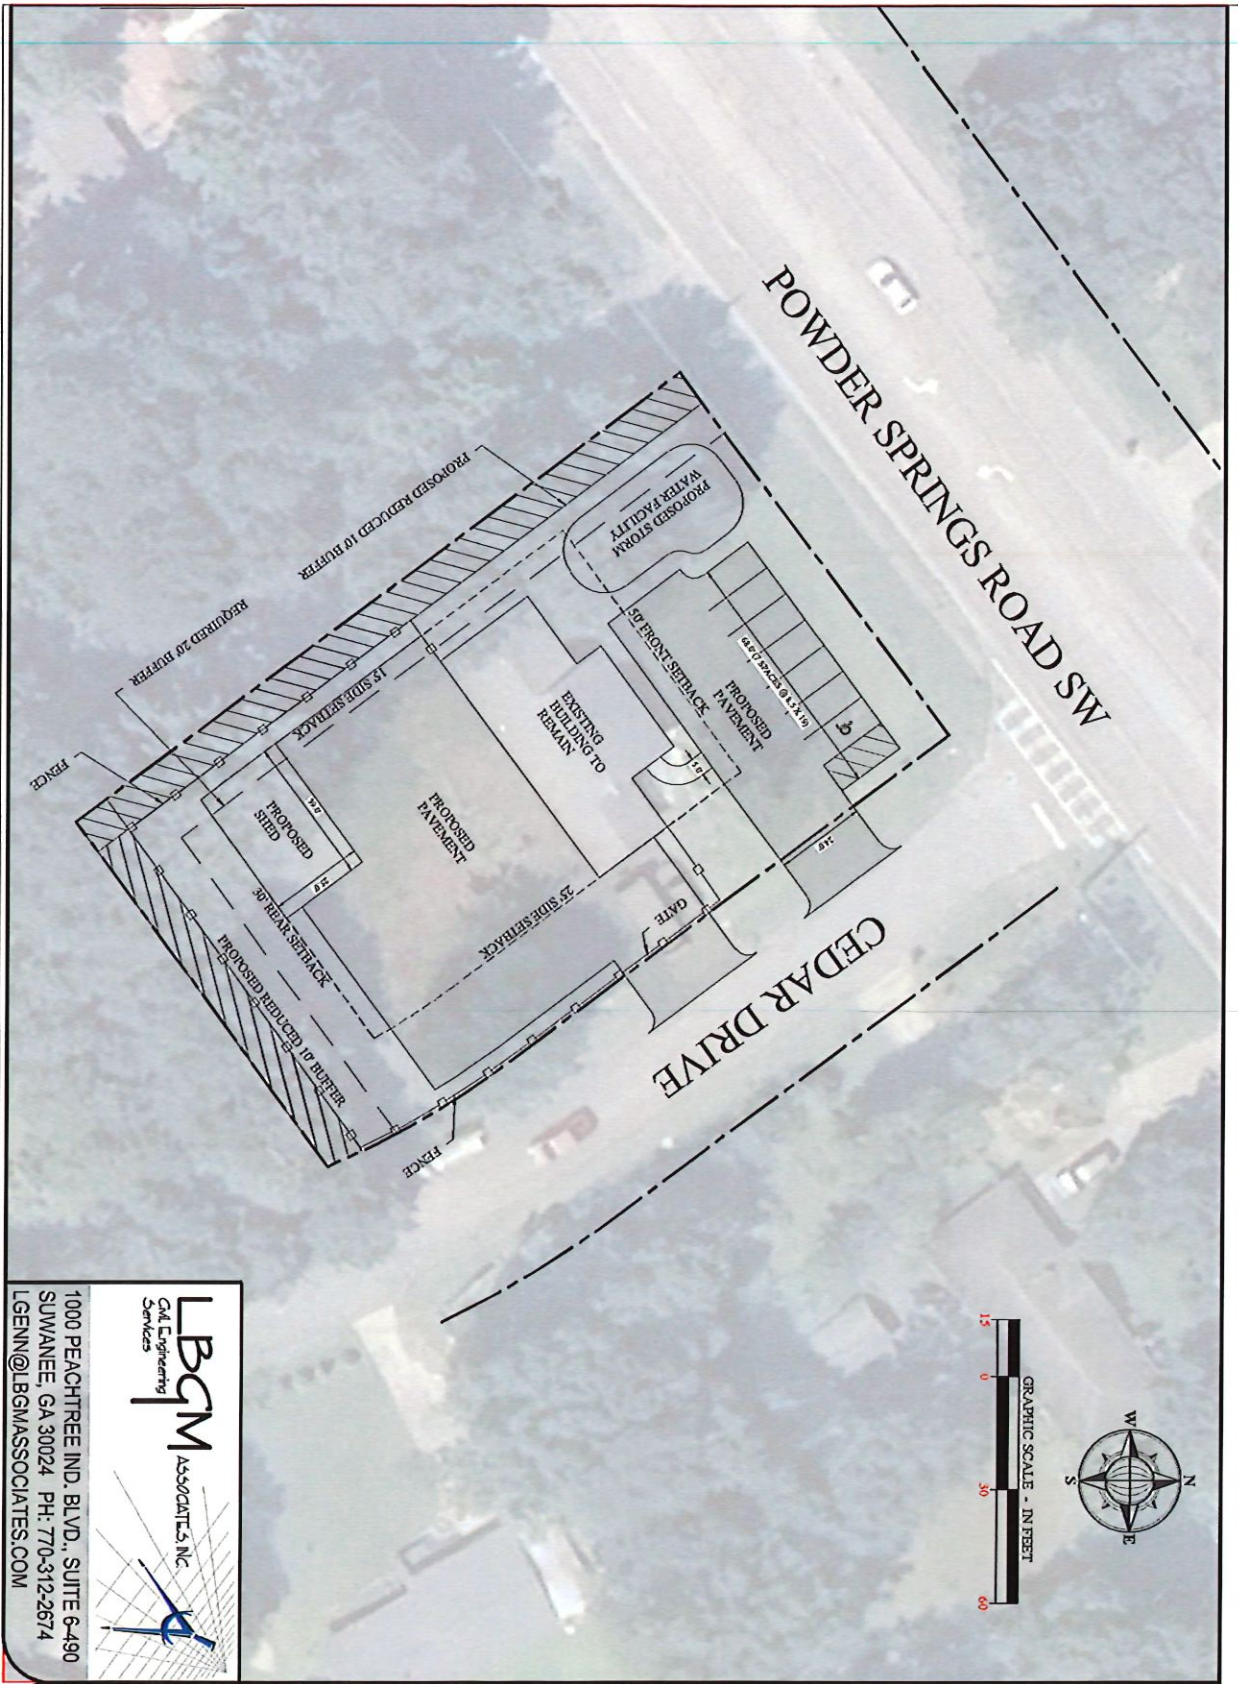 POWDER SPRINGS ROAD SW
CEDAR DRIVE
PROPOSED STORM
WATER FACILITY
PROPOSED REDUCED 10' BUFFER
REQUIRED 20' BUFFER
FENCE
15' SIDE SETBACK
50' FRONT SETBACK
PROPOSED
PAVEMENT
EXISTING
BUILDING TO
REMAIN
5.0'
24.0'
GATE
25' SIDE SETBACK
PROPOSED
PAVEMENT
PROPOSED
SHED
30' REAR SETBACK
PROPOSED REDUCED 10' BUFFER
FENCE
N
W
E
S
GRAPHIC SCALE - IN FEET
15
0
30
60
LBGM ASSOCIATES, INC.
Civil Engineering
Services
1000 PEACHTREE IND. BLVD., SUITE 6-490
SUWANEE, GA 30024 PH: 770-312-2674
LGENN@LBGMASSOCIATES.COM